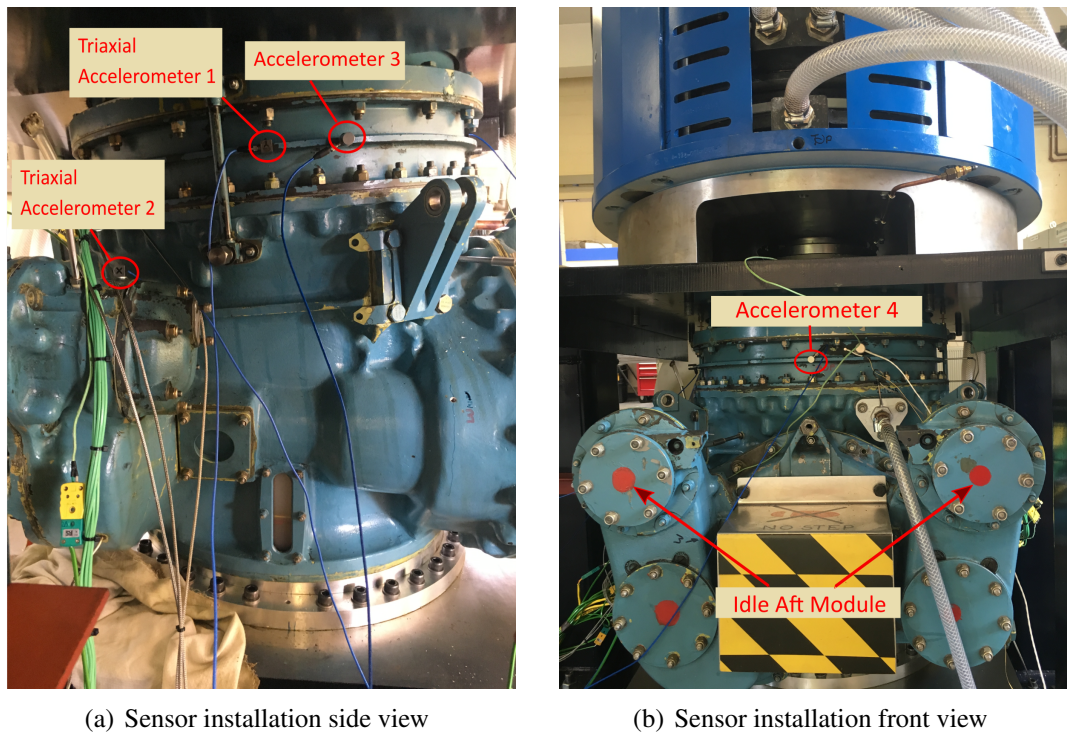 Triaxial
Accelerometer 1
Accelerometer 3
Triaxial
Accelerometer 2
TOP
Accelerometer 4
NO STEP
Idle Aft Module
(a) Sensor installation side view
(b) Sensor installation front view